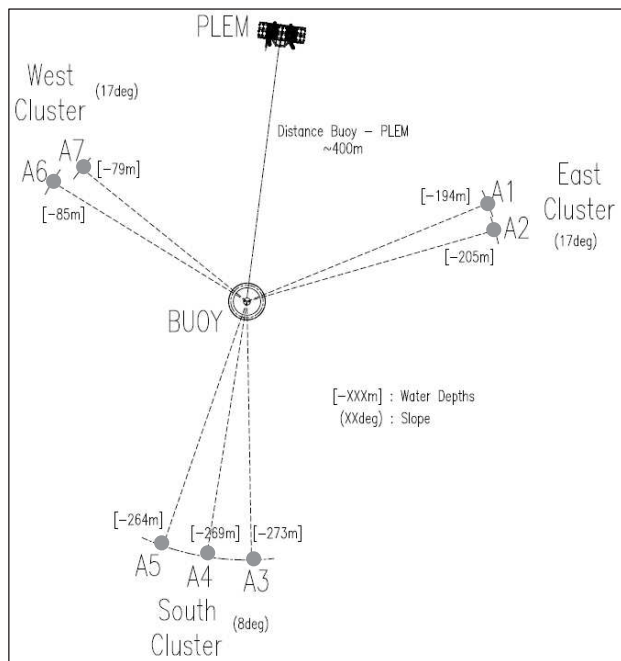 PLEM
West
Cluster (17deg)
Distance Buoy – PLEM
~400m
A7
A6
[-79m]
[-85m]
[-194m]
A1
East
Cluster
(17deg)
A2
[-205m]
BUOY
[-XXXm] : Water Depths
(XXdeg) : Slope
[-264m]
[-269m]
[-273m]
A5
A4
A3
South
Cluster (8deg)